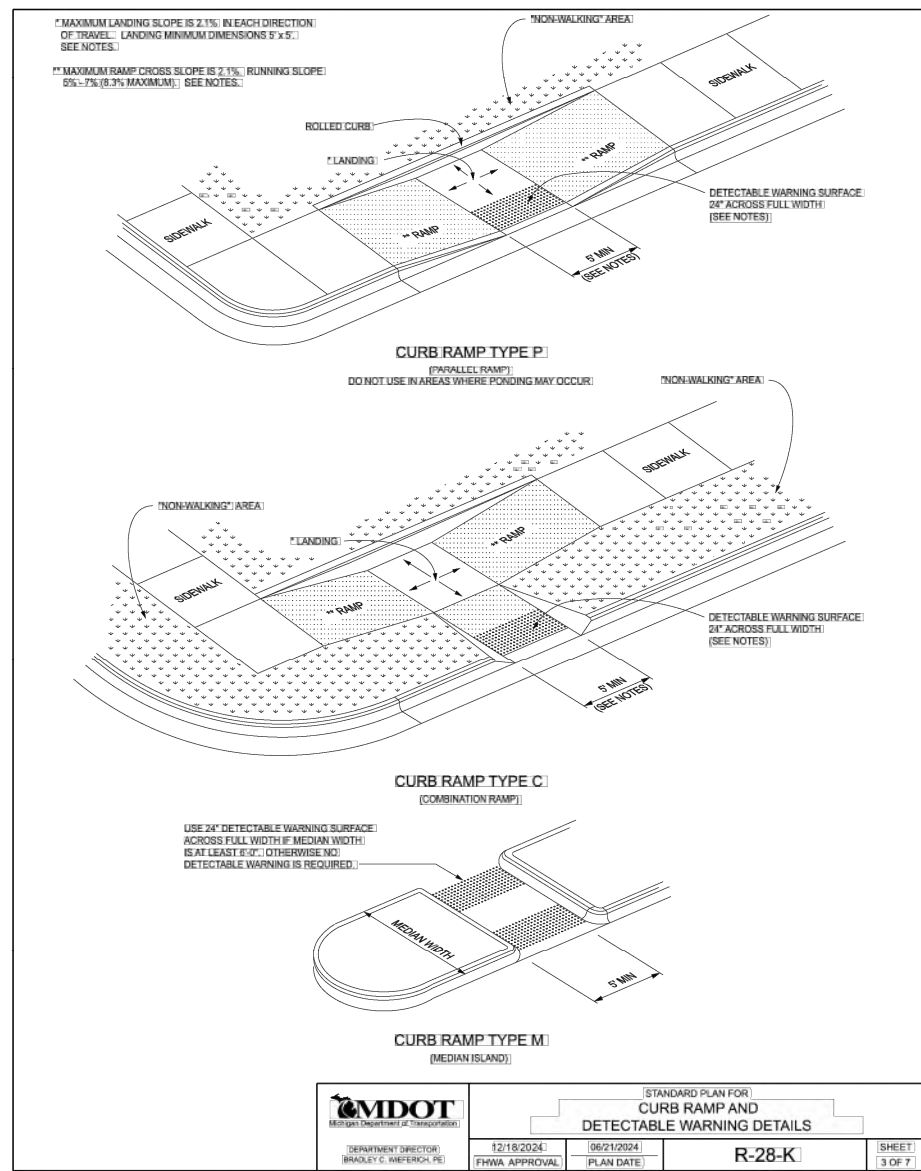 * MAXIMUM LANDING SLOPE IS 2.1% IN EACH DIRECTION
OF TRAVEL. LANDING MINIMUM DIMENSIONS 5' x 5'.
SEE NOTES.
** MAXIMUM RAMP CROSS SLOPE IS 2.1%. RUNNING SLOPE
5% - 7% (8.3% MAXIMUM). SEE NOTES.
"NON-WALKING" AREA
SIDEWALK
ROLLED CURB
* LANDING
** RAMP
DETECTABLE WARNING SURFACE
24" ACROSS FULL WIDTH
(SEE NOTES)
SIDEWALK
** RAMP
5' MIN
(SEE NOTES)
CURB RAMP TYPE P
(PARALLEL RAMP)
DO NOT USE IN AREAS WHERE PONDING MAY OCCUR
"NON-WALKING" AREA
SIDEWALK
"NON-WALKING" AREA
* LANDING
** RAMP
SIDEWALK
** RAMP
DETECTABLE WARNING SURFACE
24" ACROSS FULL WIDTH
(SEE NOTES)
5' MIN
(SEE NOTES)
CURB RAMP TYPE C
(COMBINATION RAMP)
USE 24" DETECTABLE WARNING SURFACE
ACROSS FULL WIDTH IF MEDIAN WIDTH
IS AT LEAST 6'-0". OTHERWISE NO
DETECTABLE WARNING IS REQUIRED.
MEDIAN WIDTH
5' MIN
CURB RAMP TYPE M
(MEDIAN ISLAND)
MDOT
Michigan Department of Transportation
DEPARTMENT DIRECTOR
BRADLEY C. WIEFERICH, PE
STANDARD PLAN FOR
CURB RAMP AND
DETECTABLE WARNING DETAILS
12/18/2024
FHWA APPROVAL
06/21/2024
PLAN DATE
R-28-K
SHEET
3 OF 7